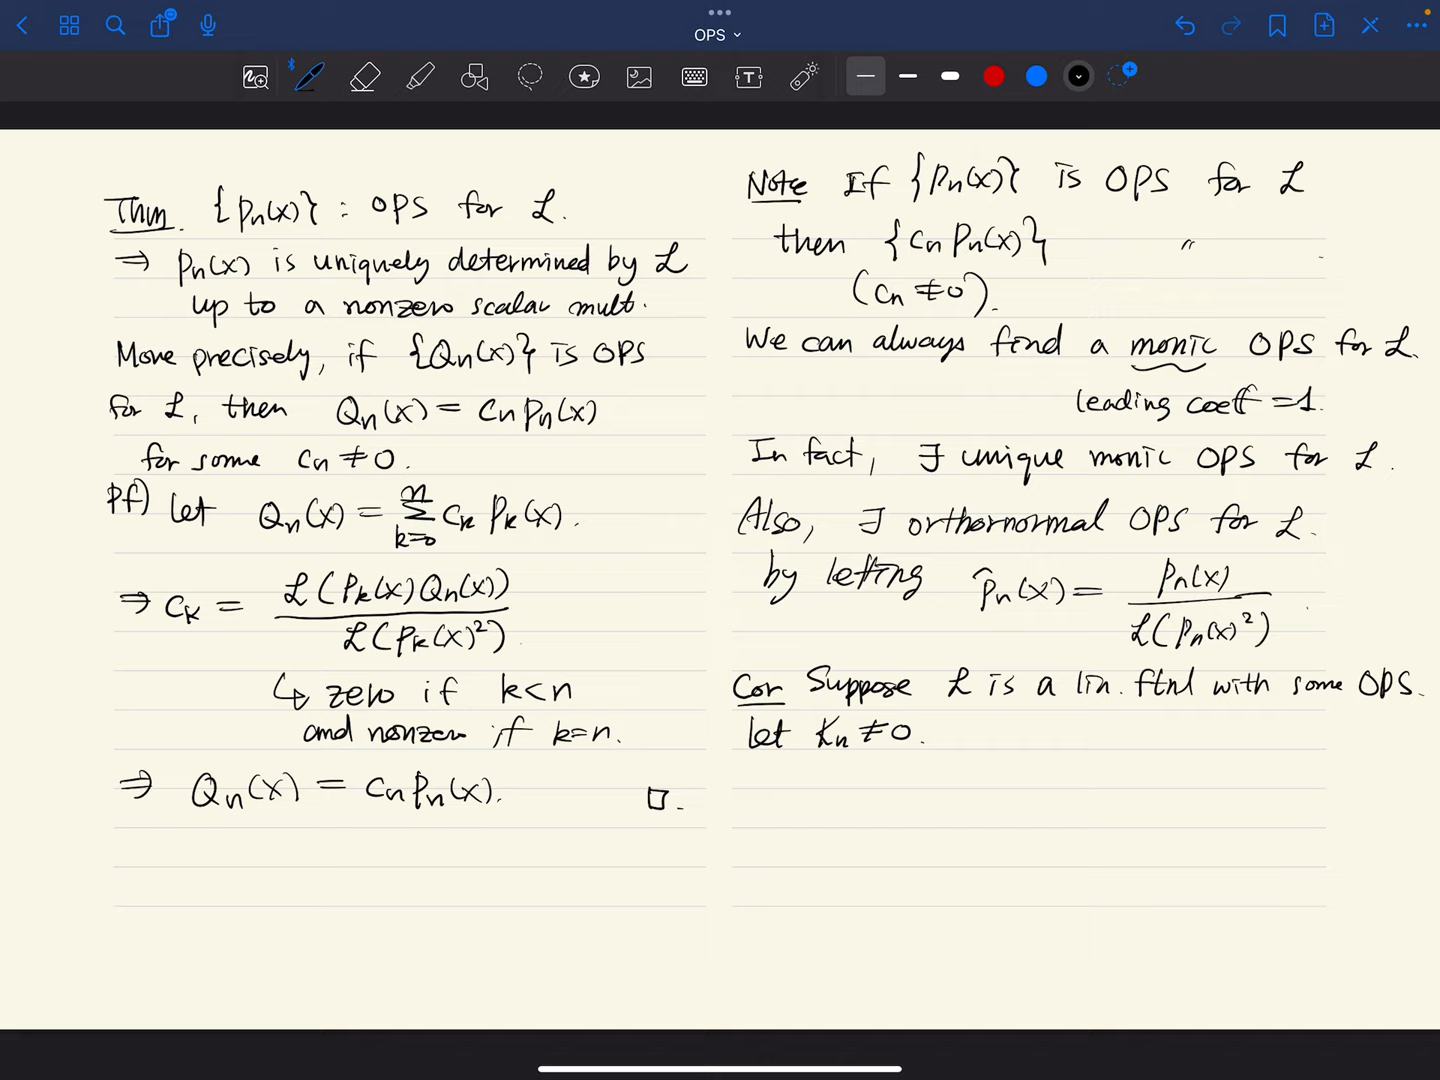 OPS
Thm. {Pn(x)} : OPS for L.
⇒ Pn(x) is uniquely determined by L
up to a nonzero scalar mult.
More precisely, if {Qn(x)} is OPS
for L, then Qn(x) = Cn Pn(x)
for some Cn ≠ 0.
Pf) Let Qn(x) = Σ_{k=0}^{n} Ck Pk(x).
⇒ Ck = L(Pk(x)Qn(x)) / L(Pk(x)²)
↳ zero if k<n
and nonzero if k=n.
⇒ Qn(x) = Cn Pn(x). □.
Note If {Pn(x)} is OPS for L
then {Cn Pn(x)} 〃 .
(Cn ≠ 0).
We can always find a monic OPS for L.
leading coeff = 1.
In fact, ∃ unique monic OPS for L.
Also, ∃ orthornormal OPS for L.
by letting P̂n(x) = Pn(x) / L(Pn(x)²)
Cor Suppose L is a lin. ftnl with some OPS.
Let Kn ≠ 0.